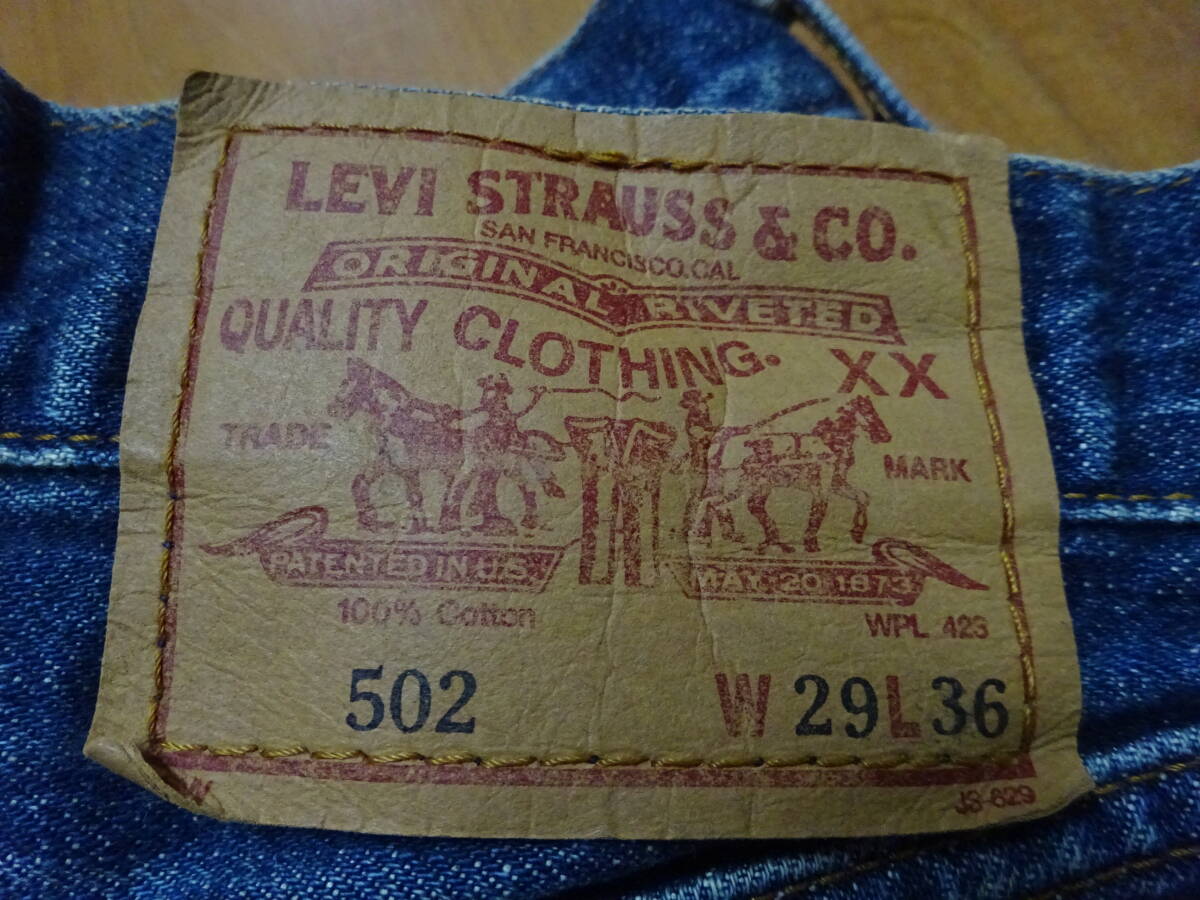 LEVI STRAUSS & CO.
SAN FRANCISCO.CAL
ORIGINAL RIVETED
QUALITY CLOTHING. XX
TRADE MARK
PATENTED IN U.S. MAY. 20 1873
100% Cotton WPL 423
502 W 29 L 36
JS-629